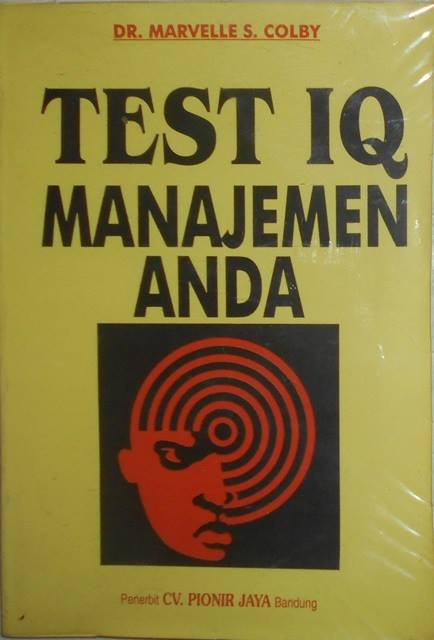 DR. MARVELLE S. COLBY
TEST IQ
MANAJEMEN
ANDA
Penerbit CV. PIONIR JAYA Bandung